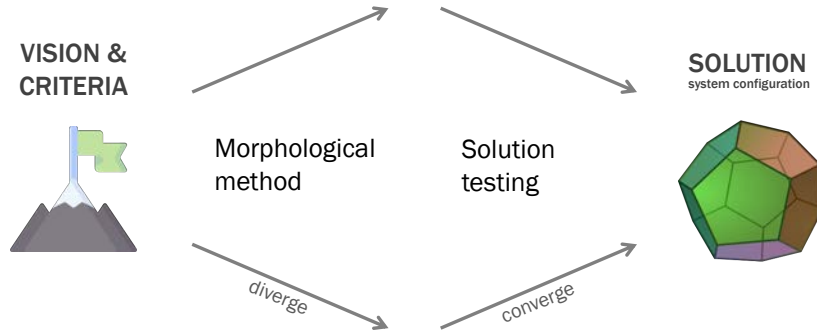 VISION &
CRITERIA
SOLUTION
system configuration
Morphological
method
Solution
testing
diverge
converge